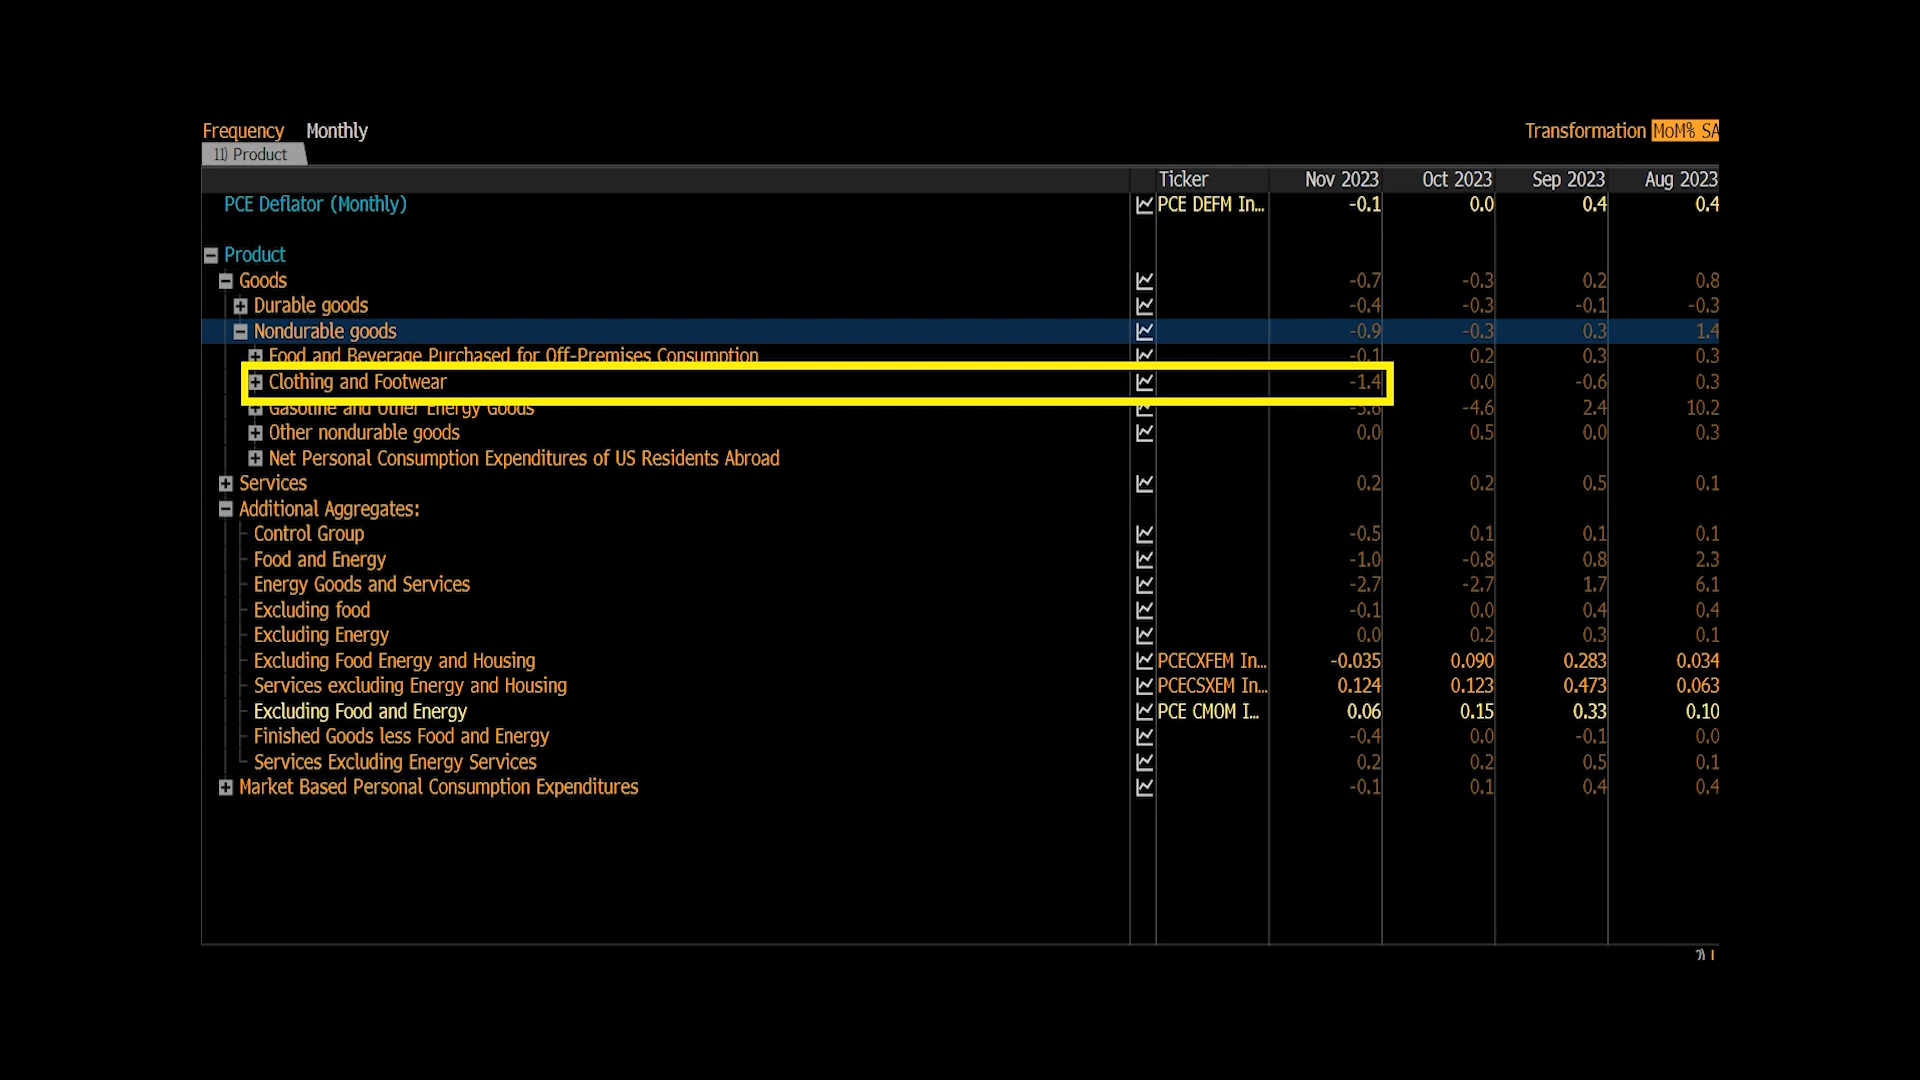 Frequency Monthly Transformation MoM% SA
11) Product
Ticker Nov 2023 Oct 2023 Sep 2023 Aug 2023
PCE Deflator (Monthly) PCE DEFM In... -0.1 0.0 0.4 0.4
Product
Goods -0.7 -0.3 0.2 0.8
Durable goods -0.4 -0.3 -0.1 -0.3
Nondurable goods -0.9 -0.3 0.3 1.4
Food and Beverage Purchased for Off-Premises Consumption -0.1 0.2 0.3 0.3
Clothing and Footwear -1.4 0.0 -0.6 0.3
Gasoline and Other Energy Goods -4.6 2.4 10.2
Other nondurable goods 0.0 0.5 0.0 0.3
Net Personal Consumption Expenditures of US Residents Abroad
Services 0.2 0.2 0.5 0.1
Additional Aggregates:
Control Group -0.5 0.1 0.1 0.1
Food and Energy -1.0 -0.8 0.8 2.3
Energy Goods and Services -2.7 -2.7 1.7 6.1
Excluding food -0.1 0.0 0.4 0.4
Excluding Energy 0.0 0.2 0.3 0.1
Excluding Food Energy and Housing PCECXFEM In... -0.035 0.090 0.283 0.034
Services excluding Energy and Housing PCECSXEM In... 0.124 0.123 0.473 0.063
Excluding Food and Energy PCE CMOM I... 0.06 0.15 0.33 0.10
Finished Goods less Food and Energy -0.4 0.0 -0.1 0.0
Services Excluding Energy Services 0.2 0.2 0.5 0.1
Market Based Personal Consumption Expenditures -0.1 0.1 0.4 0.4